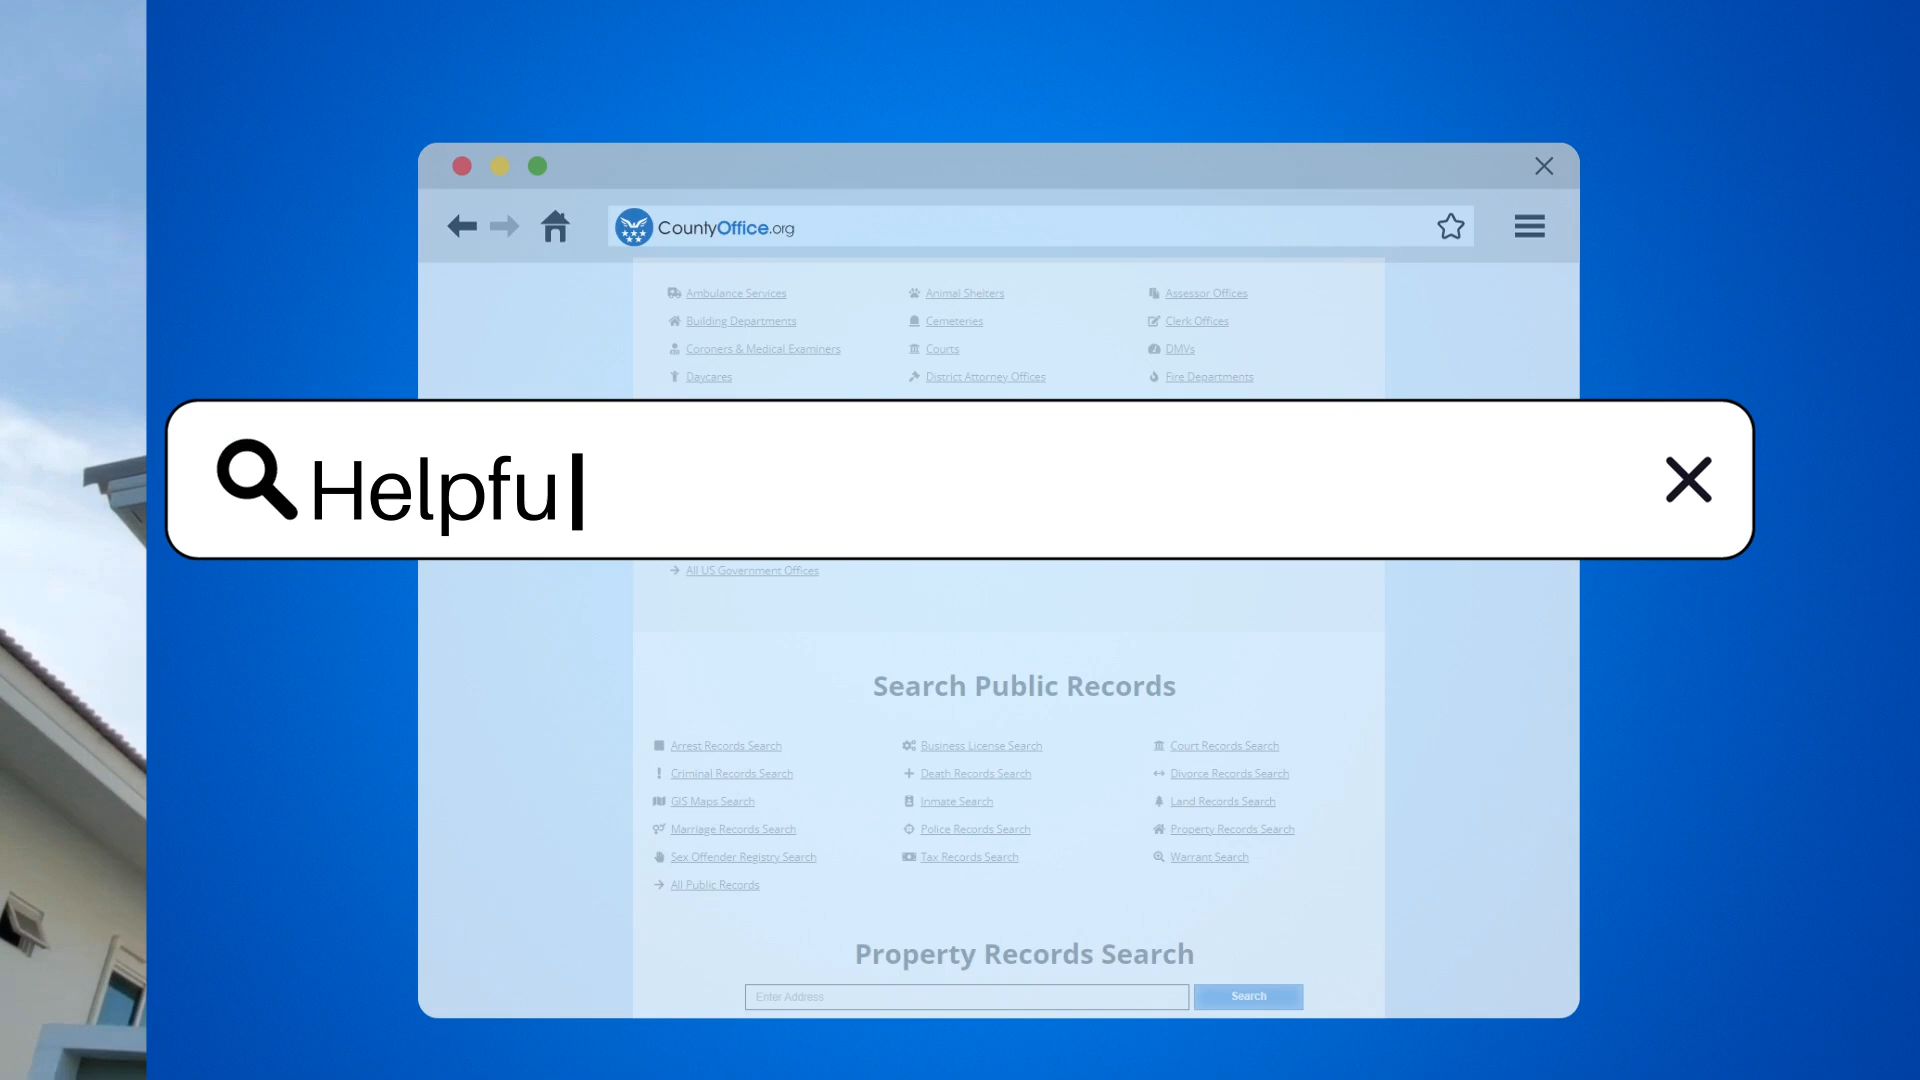 CountyOffice.org
Ambulance Services Animal Shelters Assessor Offices
Building Departments Cemeteries Clerk Offices
Coroners & Medical Examiners Courts DMVs
Daycares District Attorney Offices Fire Departments
Helpfu
All US Government Offices
Search Public Records
Arrest Records Search Business License Search Court Records Search
Criminal Records Search Death Records Search Divorce Records Search
GIS Maps Search Inmate Search Land Records Search
Marriage Records Search Police Records Search Property Records Search
Sex Offender Registry Search Tax Records Search Warrant Search
All Public Records
Property Records Search
Enter Address Search